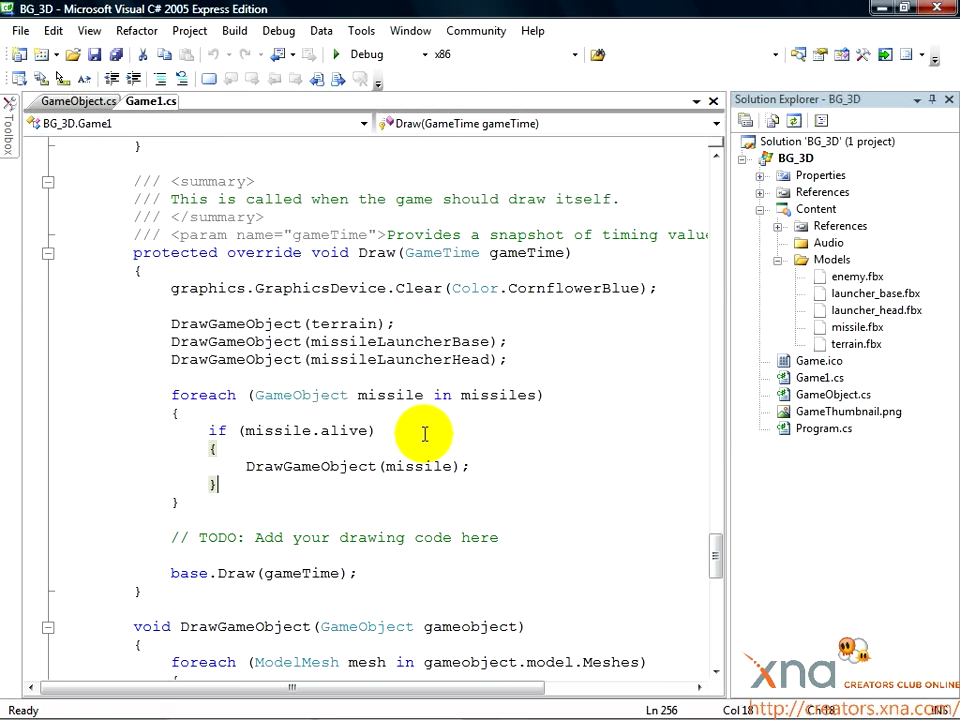 BG_3D - Microsoft Visual C# 2005 Express Edition
File Edit View Refactor Project Build Debug Data Tools Window Community Help
Debug x86
GameObject.cs Game1.cs
BG_3D.Game1 Draw(GameTime gameTime)
Toolbox
}
/// <summary>
/// This is called when the game should draw itself.
/// </summary>
/// <param name="gameTime">Provides a snapshot of timing value
protected override void Draw(GameTime gameTime)
{
graphics.GraphicsDevice.Clear(Color.CornflowerBlue);
DrawGameObject(terrain);
DrawGameObject(missileLauncherBase);
DrawGameObject(missileLauncherHead);
foreach (GameObject missile in missiles)
{
if (missile.alive)
{
DrawGameObject(missile);
}
}
// TODO: Add your drawing code here
base.Draw(gameTime);
}
void DrawGameObject(GameObject gameobject)
{
foreach (ModelMesh mesh in gameobject.model.Meshes)
Solution Explorer - BG_3D
Solution 'BG_3D' (1 project)
BG_3D
Properties
References
Content
References
Audio
Models
enemy.fbx
launcher_base.fbx
launcher_head.fbx
missile.fbx
terrain.fbx
Game.ico
Game1.cs
GameObject.cs
GameThumbnail.png
Program.cs
xna CREATORS CLUB ONLINE
http://creators.xna.com/
Ready Ln 256 Col 18 Ch 18 INS